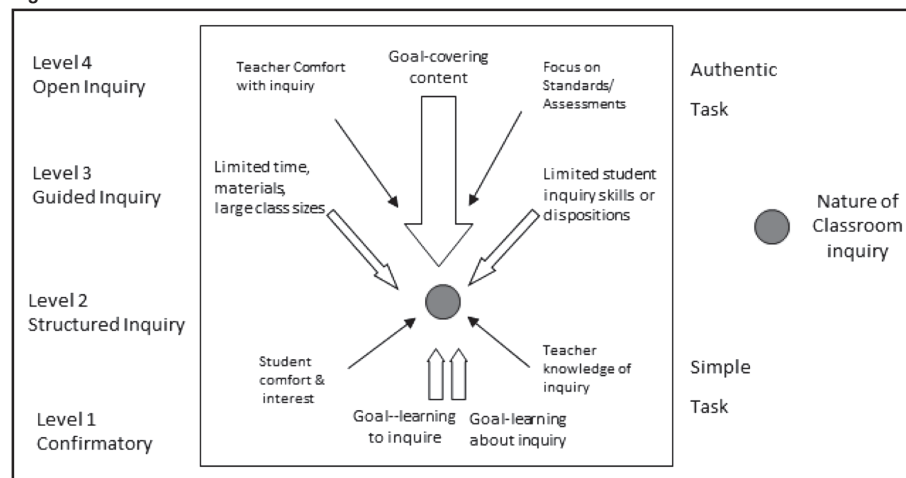 Level 4
Open Inquiry
Level 3
Guided Inquiry
Level 2
Structured Inquiry
Level 1
Confirmatory
Teacher Comfort
with inquiry
Goal-covering
content
Focus on
Standards/
Assessments
Limited time,
materials,
large class sizes
Limited student
inquiry skills or
dispositions
Student
comfort &
interest
Teacher
knowledge of
inquiry
Goal--learning
to inquire
Goal-learning
about inquiry
Authentic
Task
Simple
Task
Nature of
Classroom
inquiry